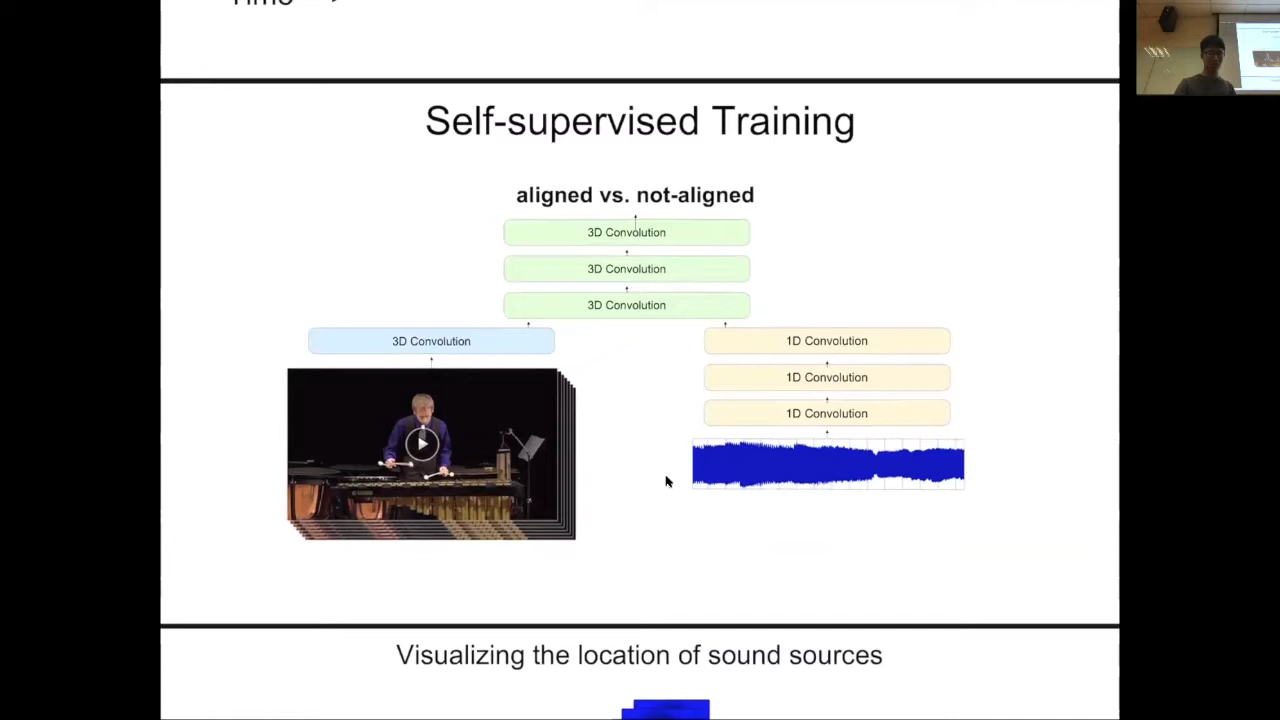 Time
Self-supervised Training
aligned vs. not-aligned
3D Convolution
3D Convolution
3D Convolution
3D Convolution
1D Convolution
1D Convolution
1D Convolution
Visualizing the location of sound sources